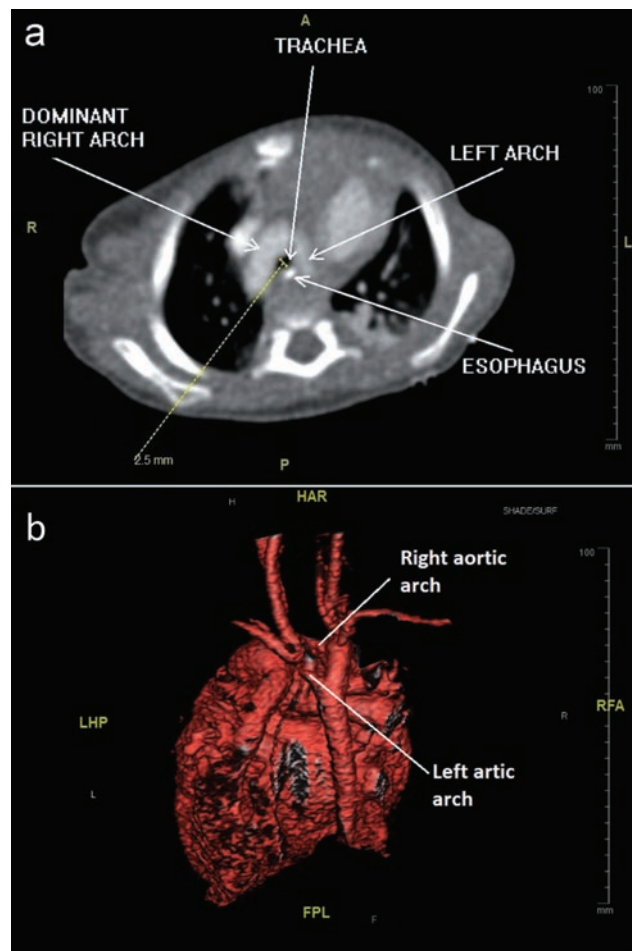 a
A
TRACHEA
DOMINANT
RIGHT ARCH
LEFT ARCH
100
R
L
ESOPHAGUS
2.5 mm
P
mm
b
H
HAR
SHADE/SURF
100
Right aortic
arch
LHP
R
RFA
L
Left artic
arch
FPL
F
mm